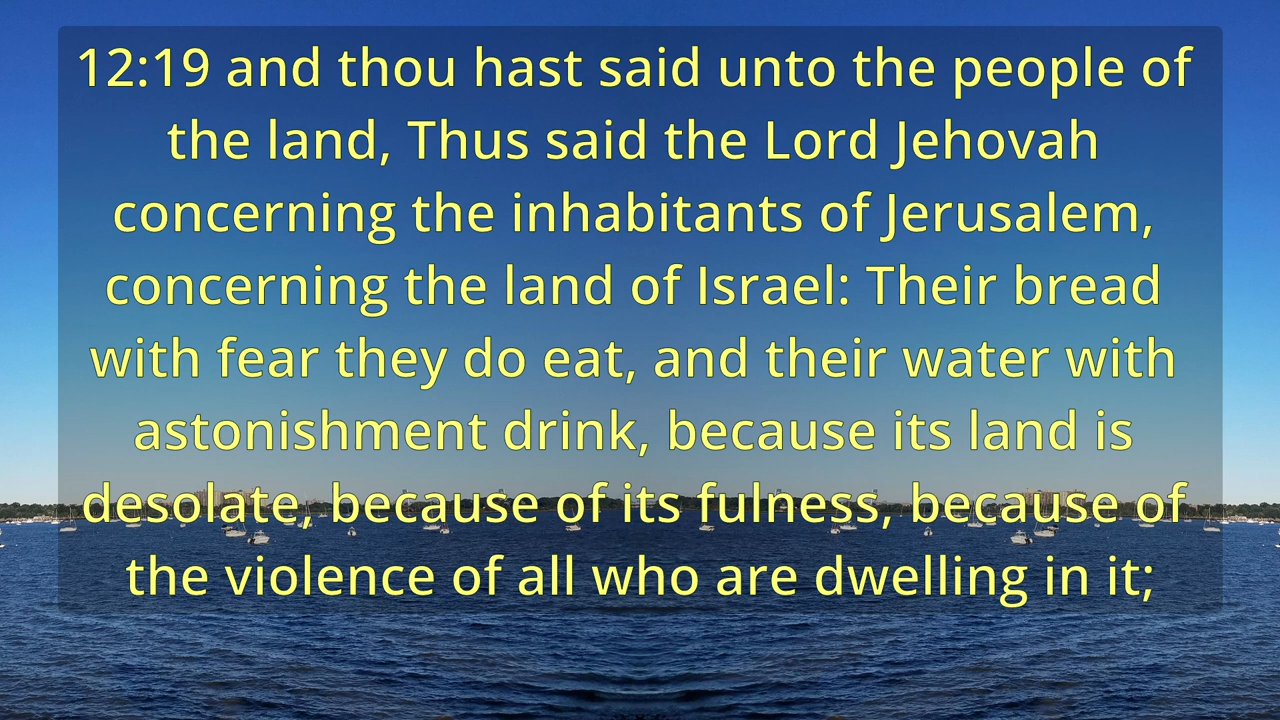 12:19 and thou hast said unto the people of
the land, Thus said the Lord Jehovah
concerning the inhabitants of Jerusalem,
concerning the land of Israel: Their bread
with fear they do eat, and their water with
astonishment drink, because its land is
desolate, because of its fulness, because of
the violence of all who are dwelling in it;